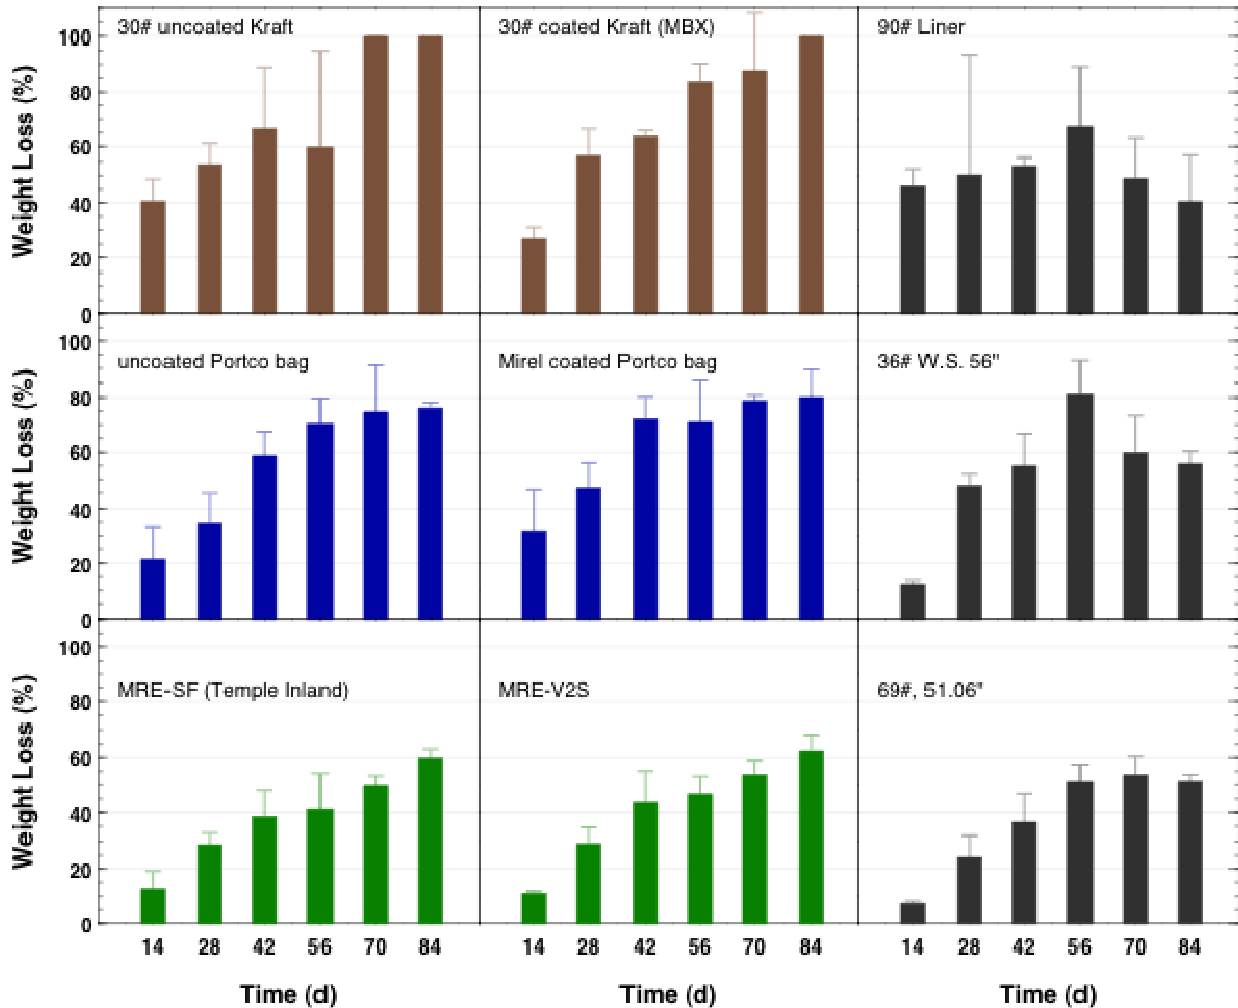 30# uncoated Kraft
30# coated Kraft (MBX)
90# Liner
Weight Loss (%)
100
80
60
40
20
0
uncoated Portco bag
Mirel coated Portco bag
36# W.S. 56"
Weight Loss (%)
100
80
60
40
20
0
MRE-SF (Temple Inland)
MRE-V2S
69#, 51.06"
Weight Loss (%)
100
80
60
40
20
0
14 28 42 56 70 84
14 28 42 56 70 84
14 28 42 56 70 84
Time (d)
Time (d)
Time (d)